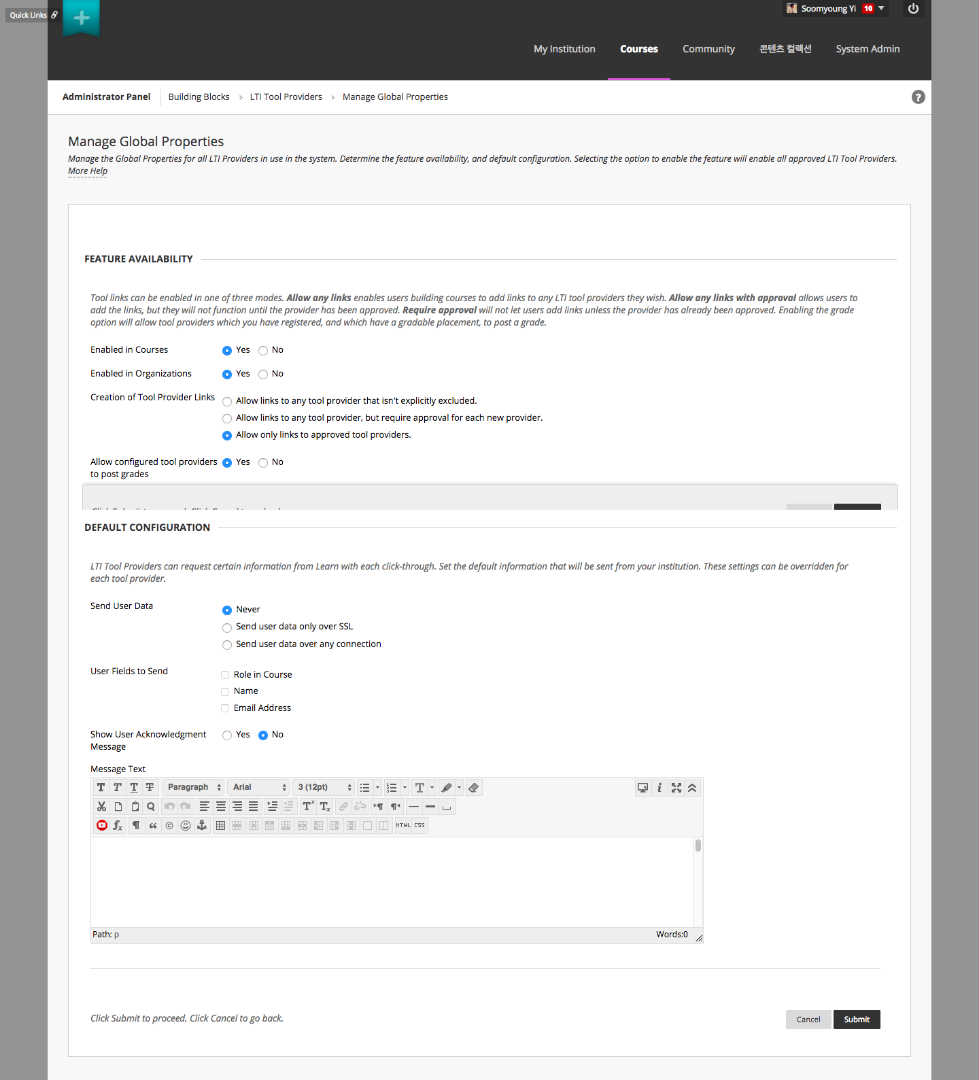 Quick Links
Soomyoung Yi 10
My Institution Courses Community 콘텐츠 컬렉션 System Admin
Administrator Panel Building Blocks > LTI Tool Providers > Manage Global Properties
?
Manage Global Properties
Manage the Global Properties for all LTI Providers in use in the system. Determine the feature availability, and default configuration. Selecting the option to enable the feature will enable all approved LTI Tool Providers.
More Help
FEATURE AVAILABILITY
Tool links can be enabled in one of three modes. Allow any links enables users building courses to add links to any LTI tool providers they wish. Allow any links with approval allows users to
add the links, but they will not function until the provider has been approved. Require approval will not let users add links unless the provider has already been approved. Enabling the grade
option will allow tool providers which you have registered, and which have a gradable placement, to post a grade.
Enabled in Courses Yes No
Enabled in Organizations Yes No
Creation of Tool Provider Links
Allow links to any tool provider that isn't explicitly excluded.
Allow links to any tool provider, but require approval for each new provider.
Allow only links to approved tool providers.
Allow configured tool providers Yes No
to post grades
DEFAULT CONFIGURATION
LTI Tool Providers can request certain information from Learn with each click-through. Set the default information that will be sent from your institution. These settings can be overridden for
each tool provider.
Send User Data
Never
Send user data only over SSL
Send user data over any connection
User Fields to Send
Role in Course
Name
Email Address
Show User Acknowledgment Yes No
Message
Message Text
T T T T Paragraph Arial 3 (12pt) T
HTML CSS
Path: p Words:0
Click Submit to proceed. Click Cancel to go back.
Cancel Submit